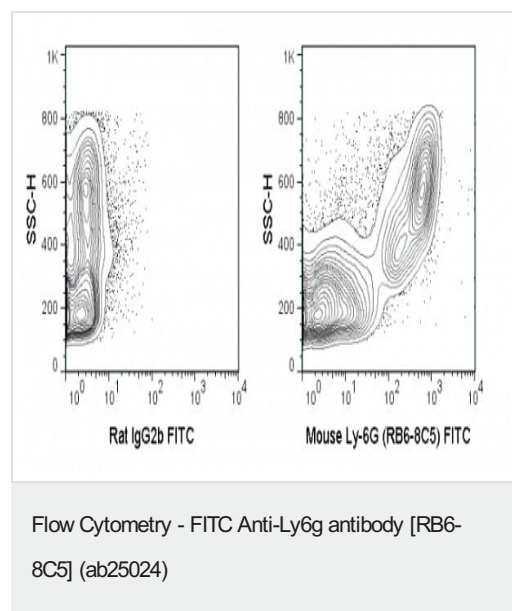 1K
800
600
400
200
0
SSC-H
10^0 10^1 10^2 10^3 10^4
Rat IgG2b FITC
1K
800
600
400
200
0
SSC-H
10^0 10^1 10^2 10^3 10^4
Mouse Ly-6G (RB6-8C5) FITC
Flow Cytometry - FITC Anti-Ly6g antibody [RB6-
8C5] (ab25024)